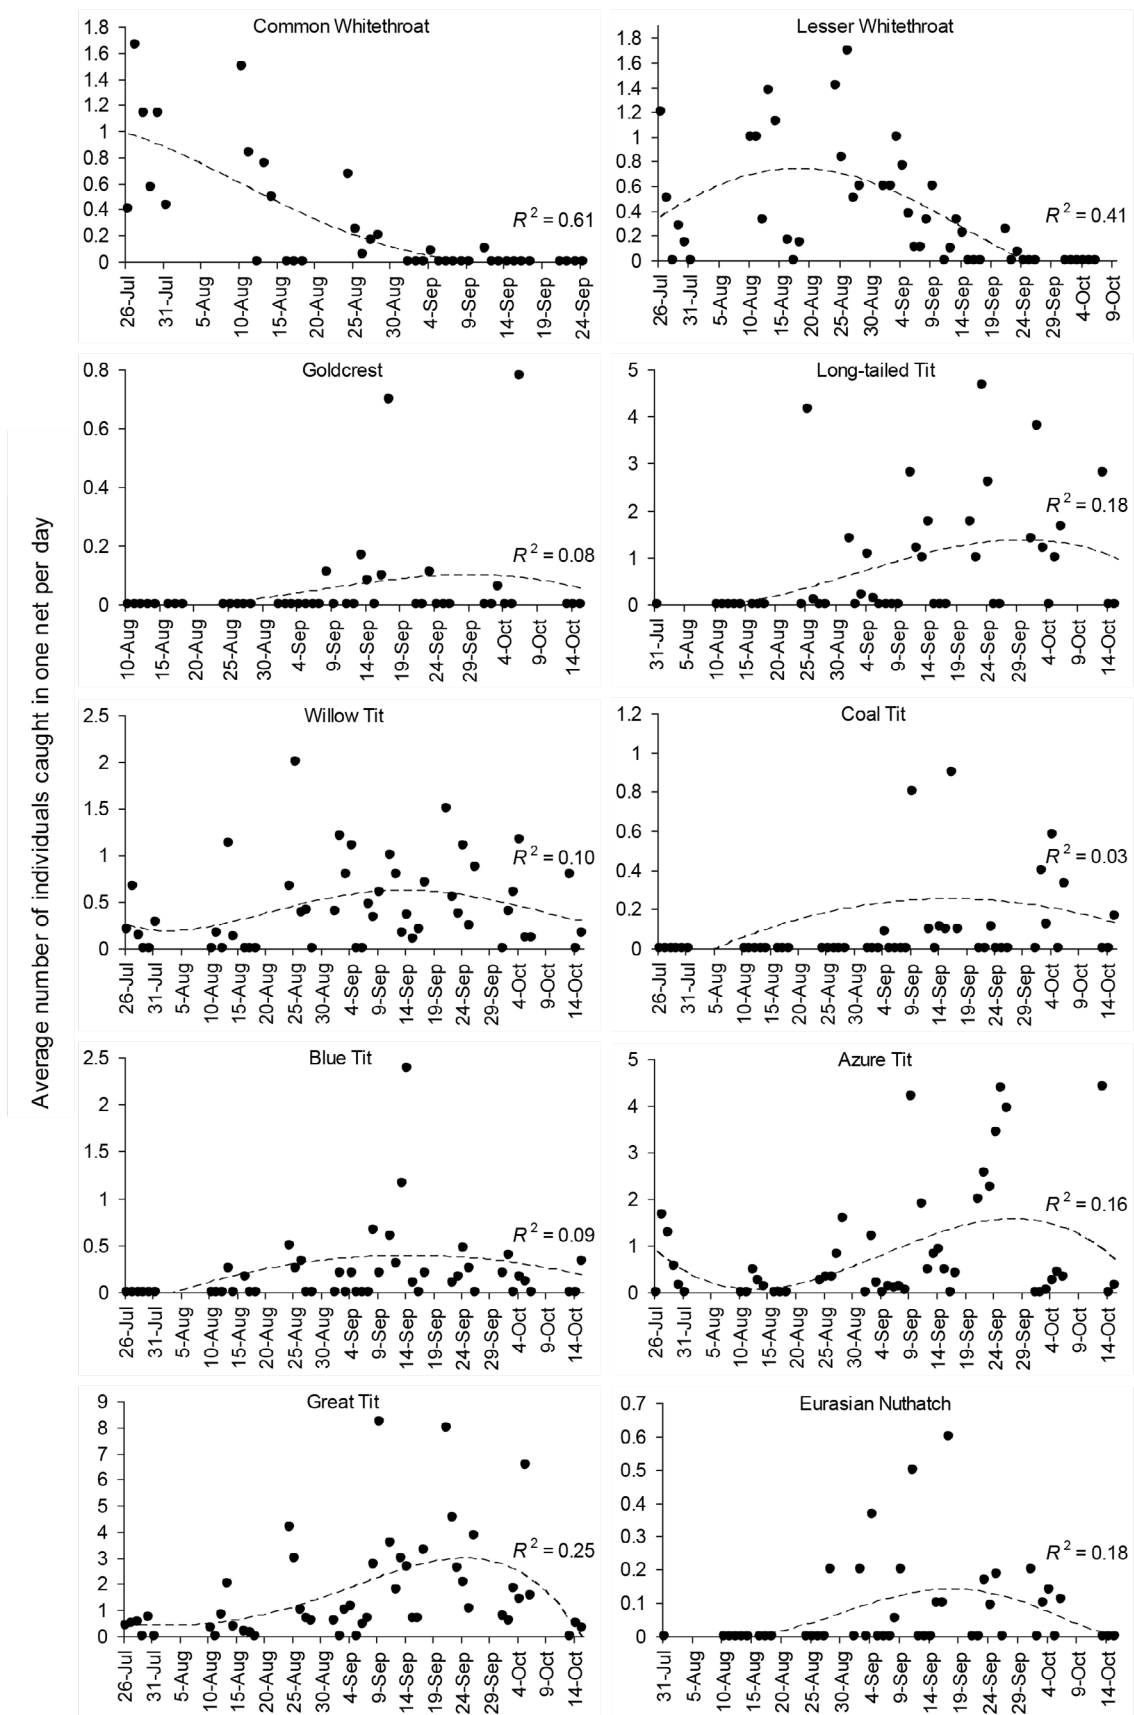 Average number of individuals caught in one net per day
Common Whitethroat
1.8
1.6
1.4
1.2
1
0.8
0.6
0.4
0.2
0
R² = 0.61
26-Jul 31-Jul 5-Aug 10-Aug 15-Aug 20-Aug 25-Aug 30-Aug 4-Sep 9-Sep 14-Sep 19-Sep 24-Sep
Lesser Whitethroat
1.8
1.6
1.4
1.2
1
0.8
0.6
0.4
0.2
0
R² = 0.41
26-Jul 31-Jul 5-Aug 10-Aug 15-Aug 20-Aug 25-Aug 30-Aug 4-Sep 9-Sep 14-Sep 19-Sep 24-Sep 29-Sep 4-Oct 9-Oct
Goldcrest
0.8
0.6
0.4
0.2
0
R² = 0.08
10-Aug 15-Aug 20-Aug 25-Aug 30-Aug 4-Sep 9-Sep 14-Sep 19-Sep 24-Sep 29-Sep 4-Oct 9-Oct 14-Oct
Long-tailed Tit
5
4
3
2
1
0
R² = 0.18
31-Jul 5-Aug 10-Aug 15-Aug 20-Aug 25-Aug 30-Aug 4-Sep 9-Sep 14-Sep 19-Sep 24-Sep 29-Sep 4-Oct 9-Oct 14-Oct
Willow Tit
2.5
2
1.5
1
0.5
0
R² = 0.10
26-Jul 31-Jul 5-Aug 10-Aug 15-Aug 20-Aug 25-Aug 30-Aug 4-Sep 9-Sep 14-Sep 19-Sep 24-Sep 29-Sep 4-Oct 9-Oct 14-Oct
Coal Tit
1.2
1
0.8
0.6
0.4
0.2
0
R² = 0.03
26-Jul 31-Jul 5-Aug 10-Aug 15-Aug 20-Aug 25-Aug 30-Aug 4-Sep 9-Sep 14-Sep 19-Sep 24-Sep 29-Sep 4-Oct 9-Oct 14-Oct
Blue Tit
2.5
2
1.5
1
0.5
0
R² = 0.09
26-Jul 31-Jul 5-Aug 10-Aug 15-Aug 20-Aug 25-Aug 30-Aug 4-Sep 9-Sep 14-Sep 19-Sep 24-Sep 29-Sep 4-Oct 9-Oct 14-Oct
Azure Tit
5
4
3
2
1
0
R² = 0.16
26-Jul 31-Jul 5-Aug 10-Aug 15-Aug 20-Aug 25-Aug 30-Aug 4-Sep 9-Sep 14-Sep 19-Sep 24-Sep 29-Sep 4-Oct 9-Oct 14-Oct
Great Tit
9
8
7
6
5
4
3
2
1
0
R² = 0.25
26-Jul 31-Jul 5-Aug 10-Aug 15-Aug 20-Aug 25-Aug 30-Aug 4-Sep 9-Sep 14-Sep 19-Sep 24-Sep 29-Sep 4-Oct 9-Oct 14-Oct
Eurasian Nuthatch
0.7
0.6
0.5
0.4
0.3
0.2
0.1
0
R² = 0.18
31-Jul 5-Aug 10-Aug 15-Aug 20-Aug 25-Aug 30-Aug 4-Sep 9-Sep 14-Sep 19-Sep 24-Sep 29-Sep 4-Oct 9-Oct 14-Oct